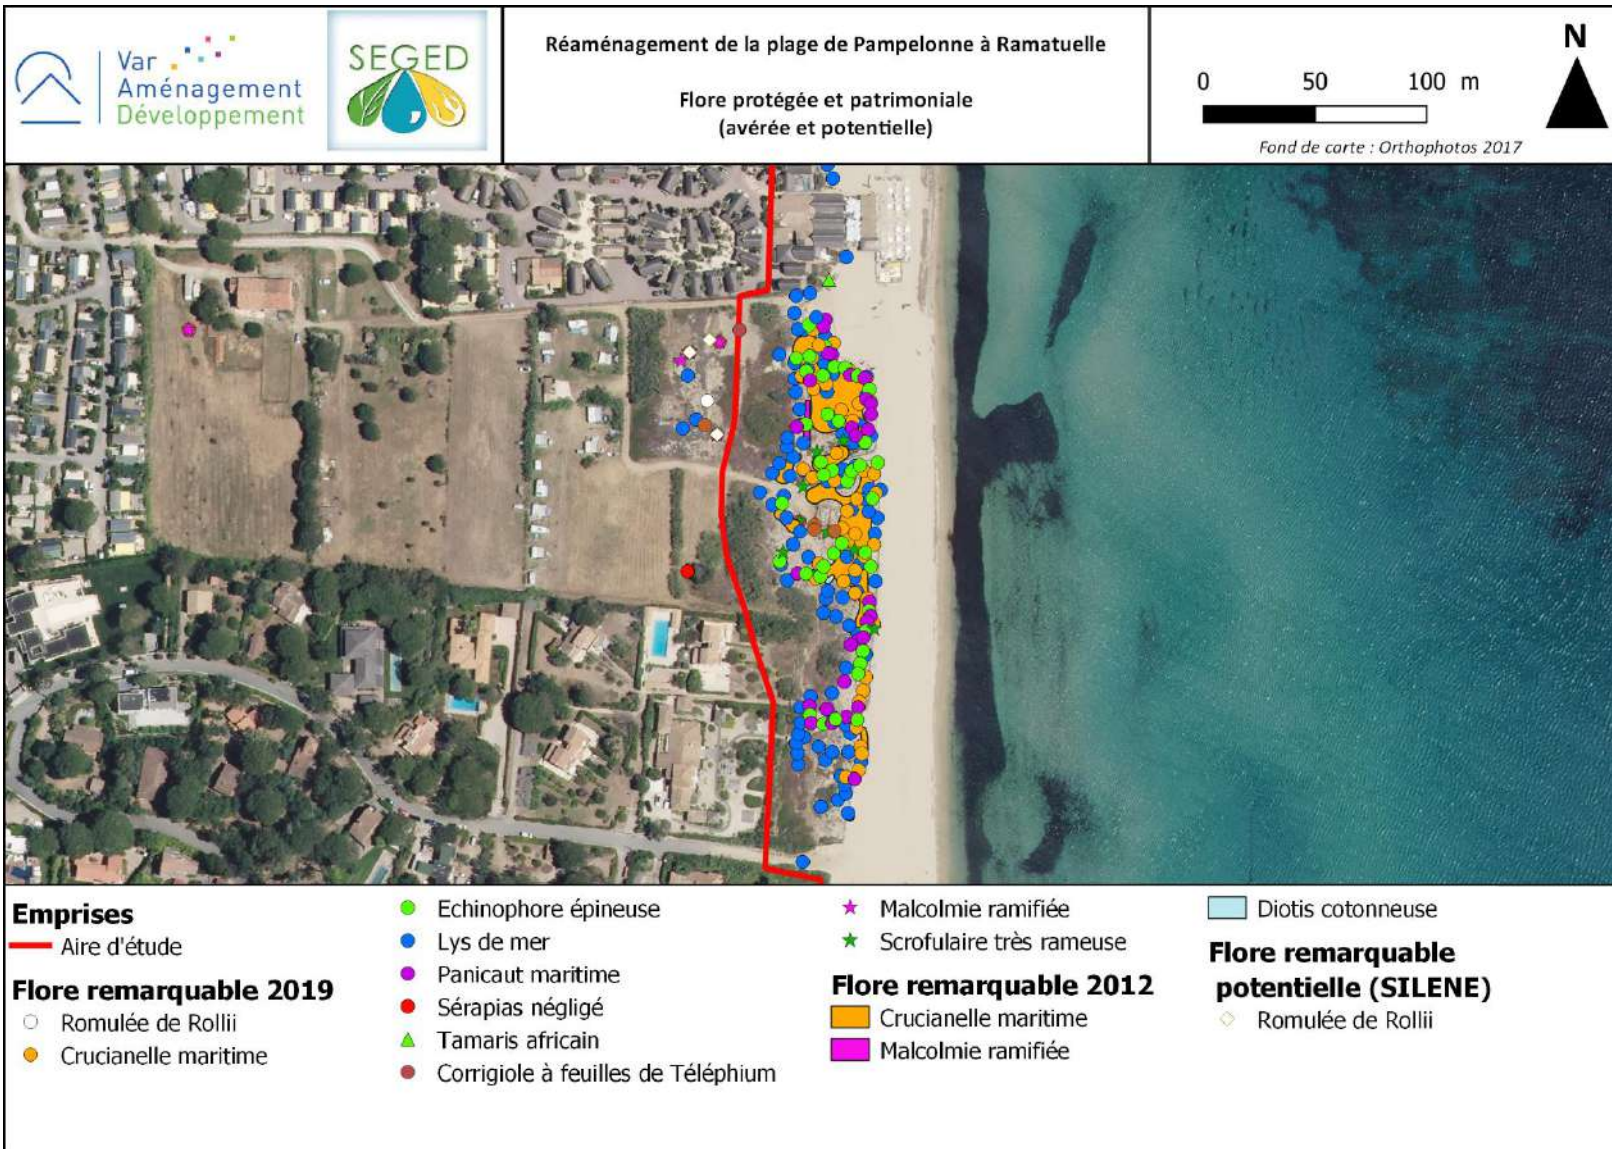 Var
Aménagement
Développement
SEGED
Réaménagement de la plage de Pampelonne à Ramatuelle
Flore protégée et patrimoniale
(avérée et potentielle)
0 50 100 m
Fond de carte : Orthophotos 2017
N
Emprises
Aire d'étude
Flore remarquable 2019
Romulée de Rollii
Crucianelle maritime
Echinophore épineuse
Lys de mer
Panicaut maritime
Sérapias négligé
Tamaris africain
Corrigiole à feuilles de Téléphium
Malcolmie ramifiée
Scrofulaire très rameuse
Flore remarquable 2012
Crucianelle maritime
Malcolmie ramifiée
Diotis cotonneuse
Flore remarquable
potentielle (SILENE)
Romulée de Rollii